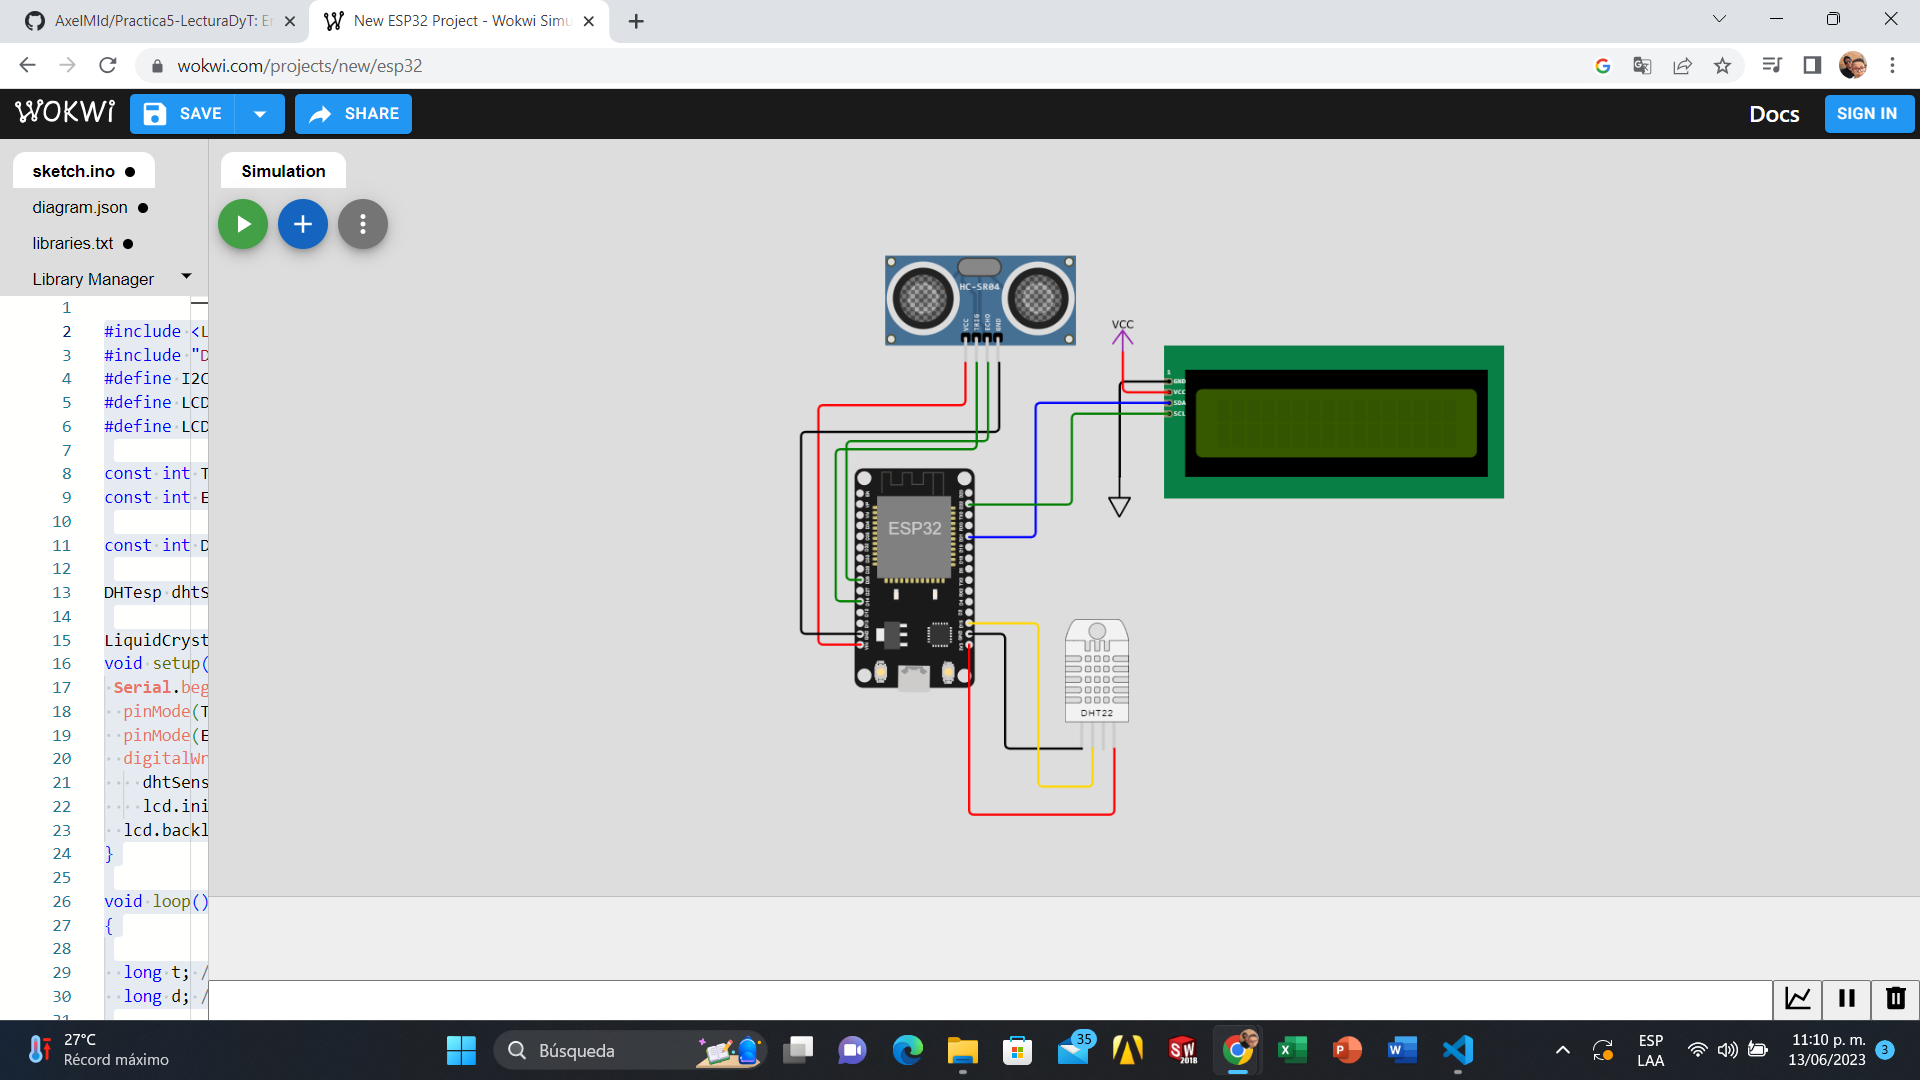 AxelMld/Practica5-LecturaDyT: En
New ESP32 Project - Wokwi Simu
wokwi.com/projects/new/esp32
WOKWi
SAVE
SHARE
Docs
SIGN IN
sketch.ino
diagram.json
libraries.txt
Library Manager
Simulation
1
2 #include <L
3 #include "D
4 #define I2C
5 #define LCD
6 #define LCD
7
8 const int T
9 const int E
10
11 const int D
12
13 DHTesp dhtS
14
15 LiquidCryst
16 void setup(
17 Serial.beg
18 pinMode(T
19 pinMode(E
20 digitalWr
21 dhtSens
22 lcd.ini
23 lcd.backl
24 }
25
26 void loop()
27 {
28
29 long t; /
30 long d; /
31
HC-SR04
VCC
TRIG
ECHO
GND
VCC
1
GND
VCC
SDA
SCL
ESP32
DHT22
27°C
Récord máximo
Búsqueda
35
SW
2018
ESP
LAA
11:10 p. m.
13/06/2023
3